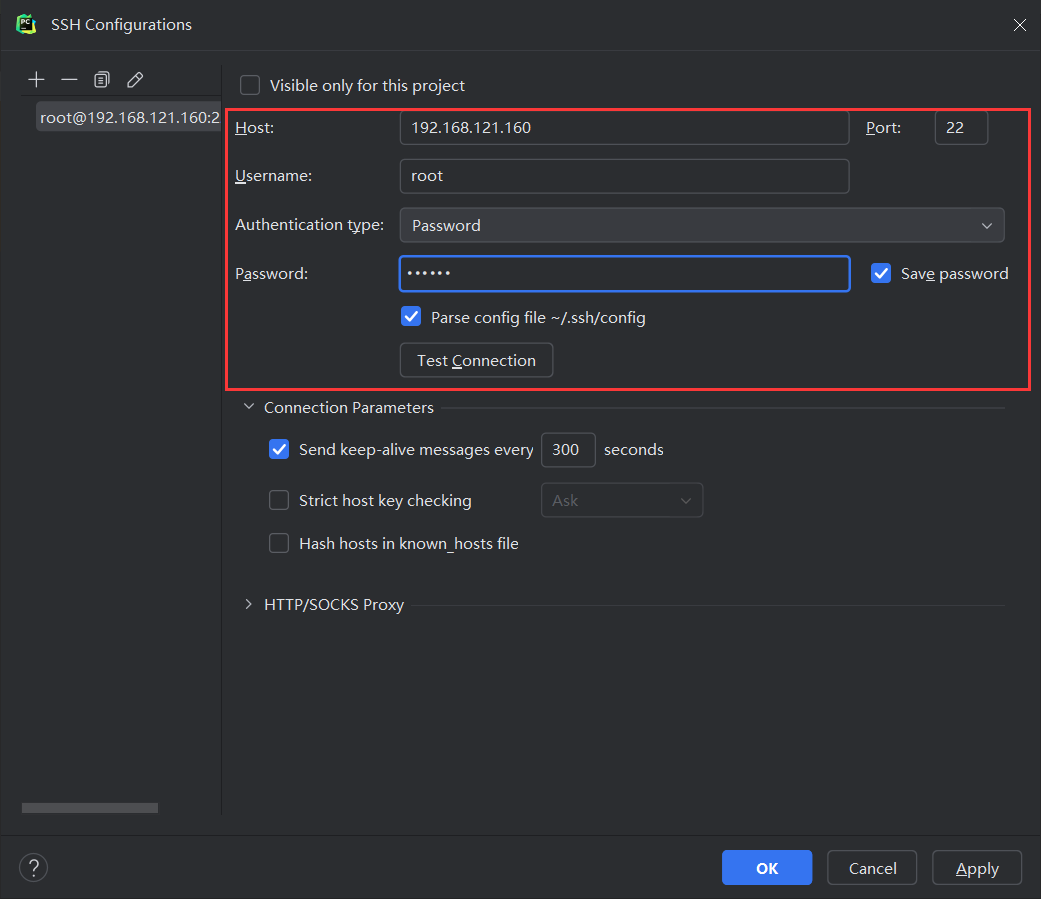 SSH Configurations
Visible only for this project
root@192.168.121.160:2
Host: 192.168.121.160 Port: 22
Username: root
Authentication type: Password
Password: •••••• Save password
Parse config file ~/.ssh/config
Test Connection
Connection Parameters
Send keep-alive messages every 300 seconds
Strict host key checking Ask
Hash hosts in known_hosts file
HTTP/SOCKS Proxy
? OK Cancel Apply